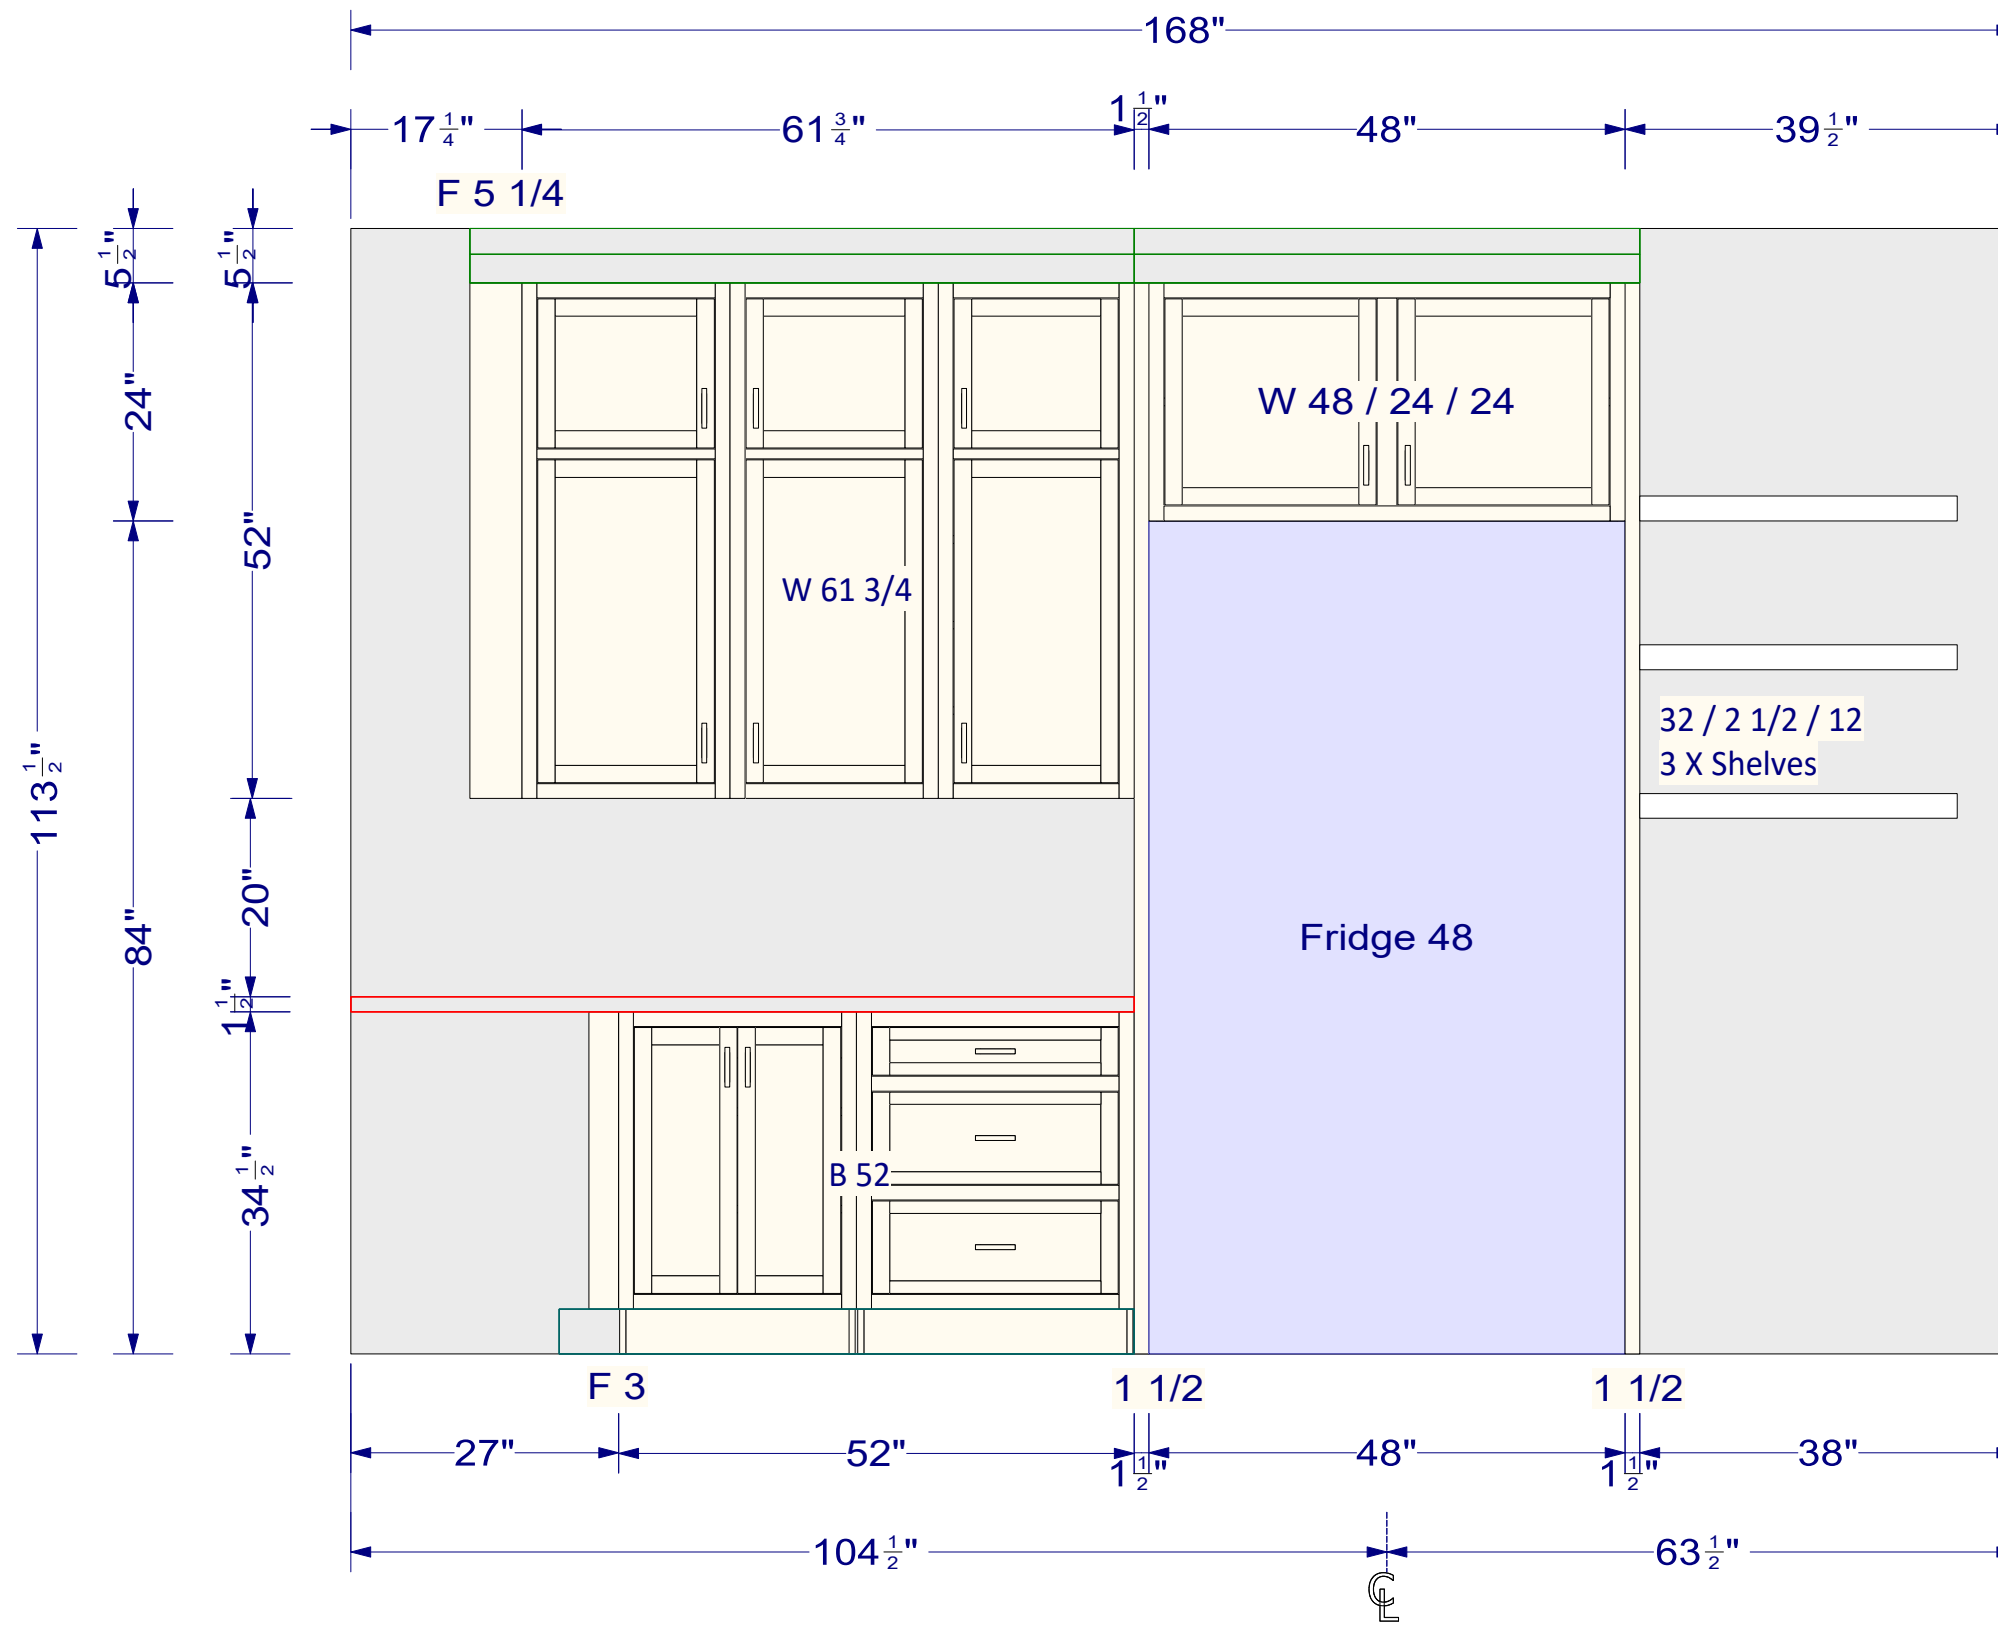 168"
17 1/4"
61 3/4"
1 1/2"
48"
39 1/2"
F 5 1/4
5 1/2"
5 1/2"
24"
W 48 / 24 / 24
52"
W 61 3/4
32 / 2 1/2 / 12
3 X Shelves
113 1/2"
20"
84"
Fridge 48
1 1/2"
34 1/2"
B 52
F 3
1 1/2
1 1/2
27"
52"
1 1/2"
48"
1 1/2"
38"
104 1/2"
63 1/2"
CL